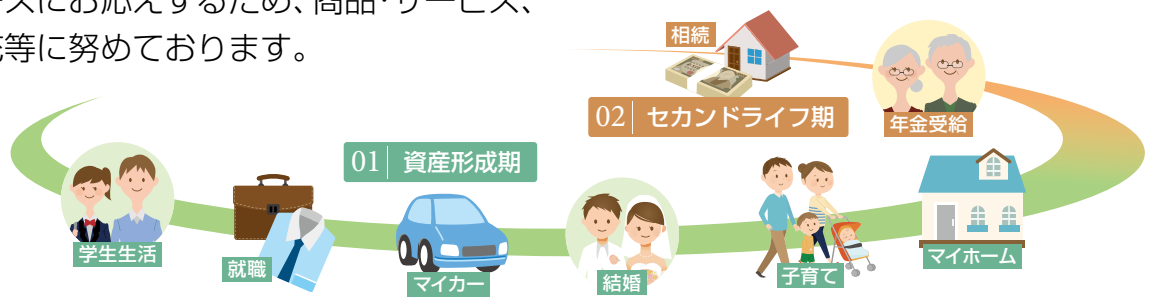 ズにお応えするため、商品・サービス、
等に努めております。
相続
02 セカンドライフ期
年金受給
01 資産形成期
学生生活
就職
マイカー
結婚
子育て
マイホーム